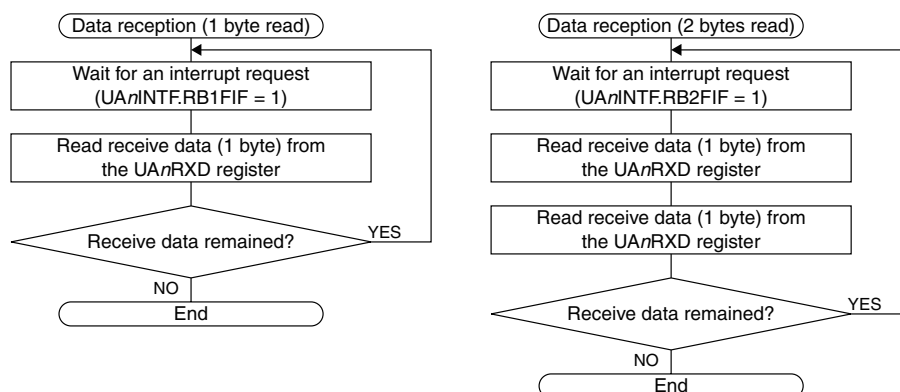 Data reception (1 byte read)
Wait for an interrupt request
(UAnINTF.RB1FIF = 1)
Read receive data (1 byte) from
the UAnRXD register
Receive data remained?
YES
NO
End
Data reception (2 bytes read)
Wait for an interrupt request
(UAnINTF.RB2FIF = 1)
Read receive data (1 byte) from
the UAnRXD register
Read receive data (1 byte) from
the UAnRXD register
Receive data remained?
YES
NO
End